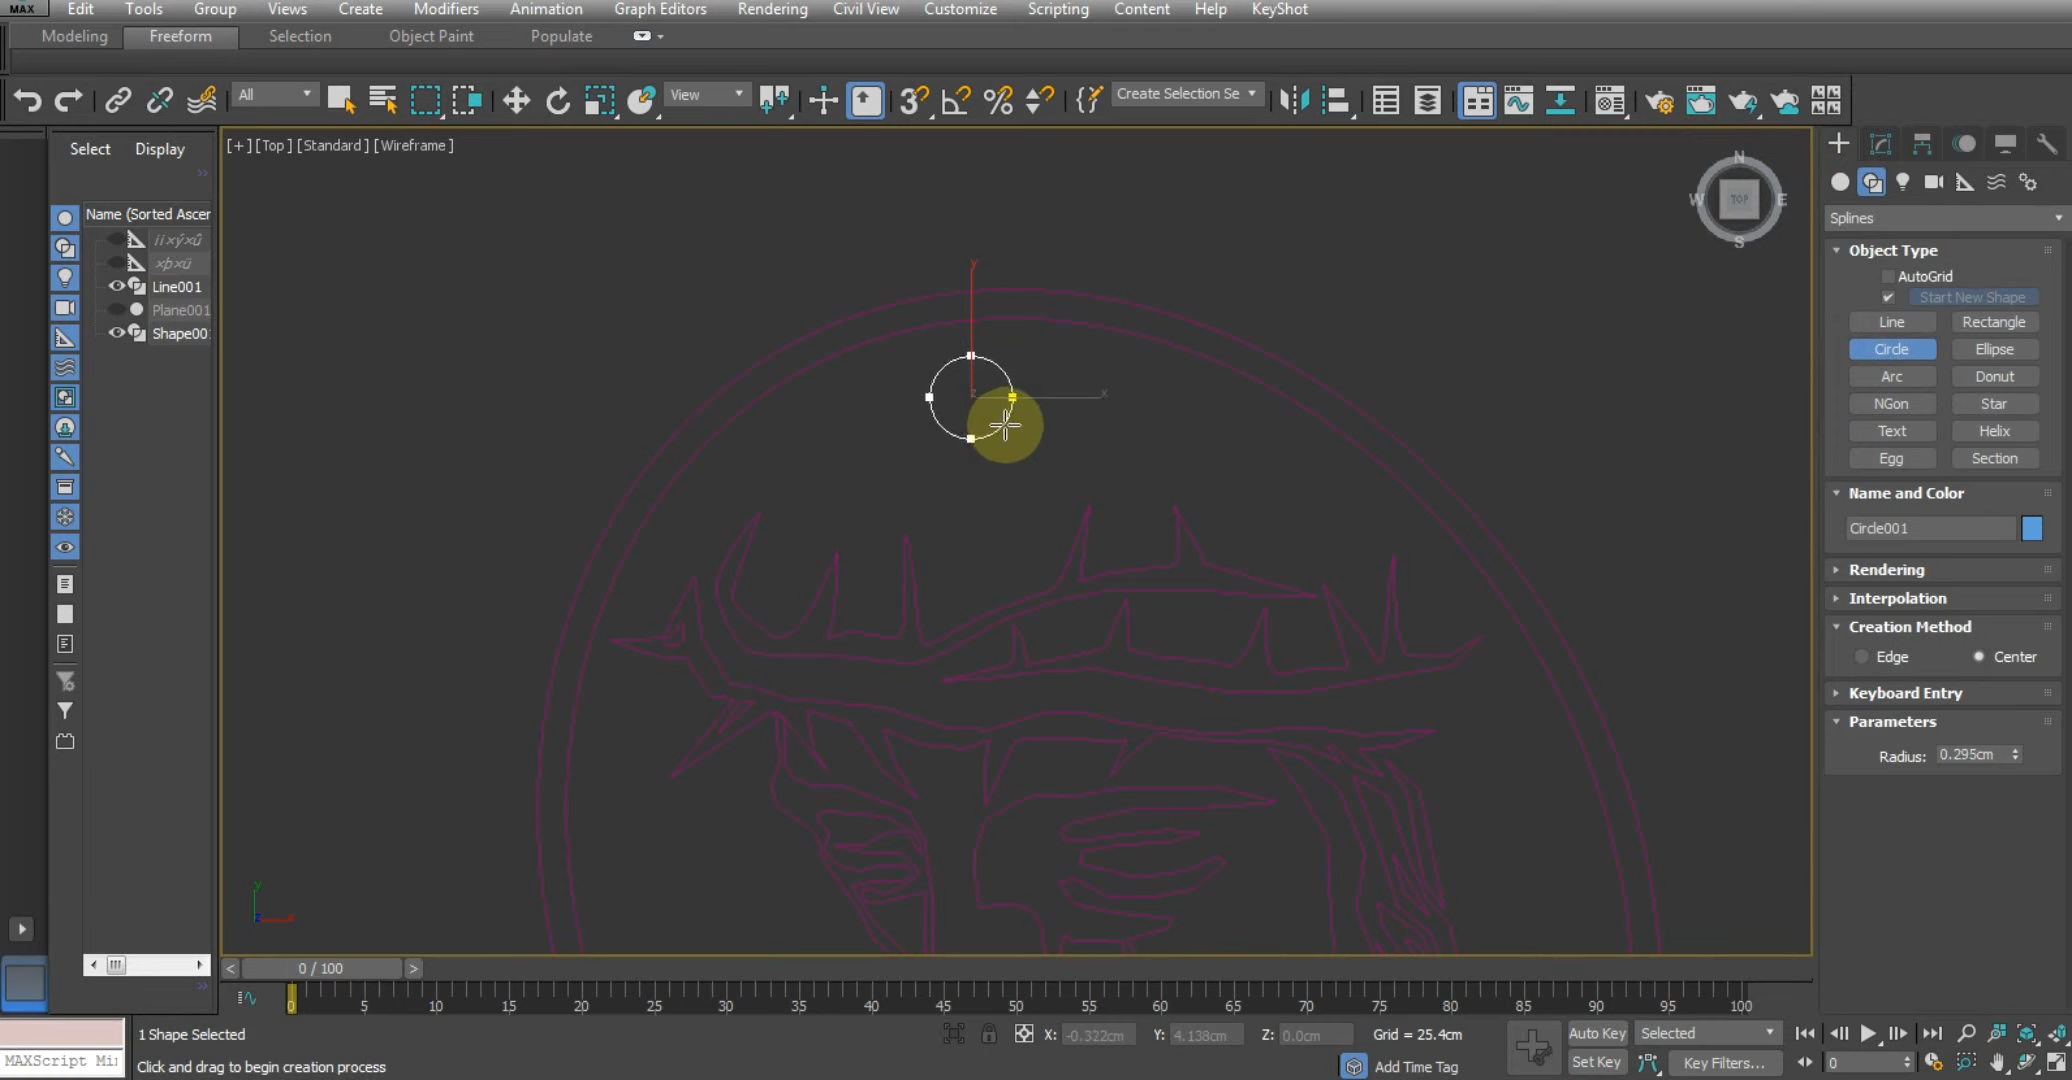 MAX Edit Tools Group Views Create Modifiers Animation Graph Editors Rendering Civil View Customize Scripting Content Help KeyShot
Modeling Freeform Selection Object Paint Populate
All View Create Selection Se
Select Display
[+] [Top] [Standard] [Wireframe]
Name (Sorted Ascer
Line001
Plane001
Shape00
N
W TOP E
S
y
x
z
Splines
Object Type
AutoGrid
Start New Shape
Line Rectangle
Circle Ellipse
Arc Donut
NGon Star
Text Helix
Egg Section
Name and Color
Circle001
Rendering
Interpolation
Creation Method
Edge Center
Keyboard Entry
Parameters
Radius: 0.295cm
y
z x
< 0 / 100 >
0 5 10 15 20 25 30 35 40 45 50 55 60 65 70 75 80 85 90 95 100
1 Shape Selected X: -0.322cm Y: 4.138cm Z: 0.0cm Grid = 25.4cm Auto Key Selected
MAXScript Mi Click and drag to begin creation process Add Time Tag Set Key Key Filters... 0